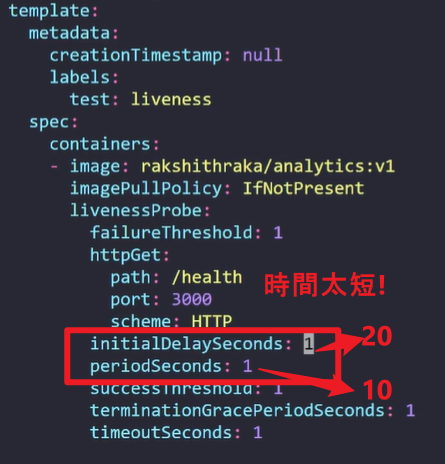 template:
  metadata:
    creationTimestamp: null
    labels:
      test: liveness
  spec:
    containers:
    - image: rakshithraka/analytics:v1
      imagePullPolicy: IfNotPresent
      livenessProbe:
        failureThreshold: 1
        httpGet:
          path: /health
          port: 3000
          scheme: HTTP
時間太短!
        initialDelaySeconds: 1
20
        periodSeconds: 1
10
        successThreshold: 1
        terminationGracePeriodSeconds: 1
        timeoutSeconds: 1